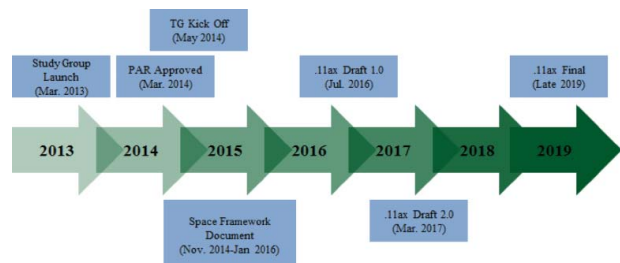 TG Kick Off
(May 2014)
Study Group
Launch
(Mar. 2013)
PAR Approved
(Mar. 2014)
.11ax Draft 1.0
(Jul. 2016)
.11ax Final
(Late 2019)
2013
2014
2015
2016
2017
2018
2019
Space Framework
Document
(Nov. 2014-Jan 2016)
.11ax Draft 2.0
(Mar. 2017)